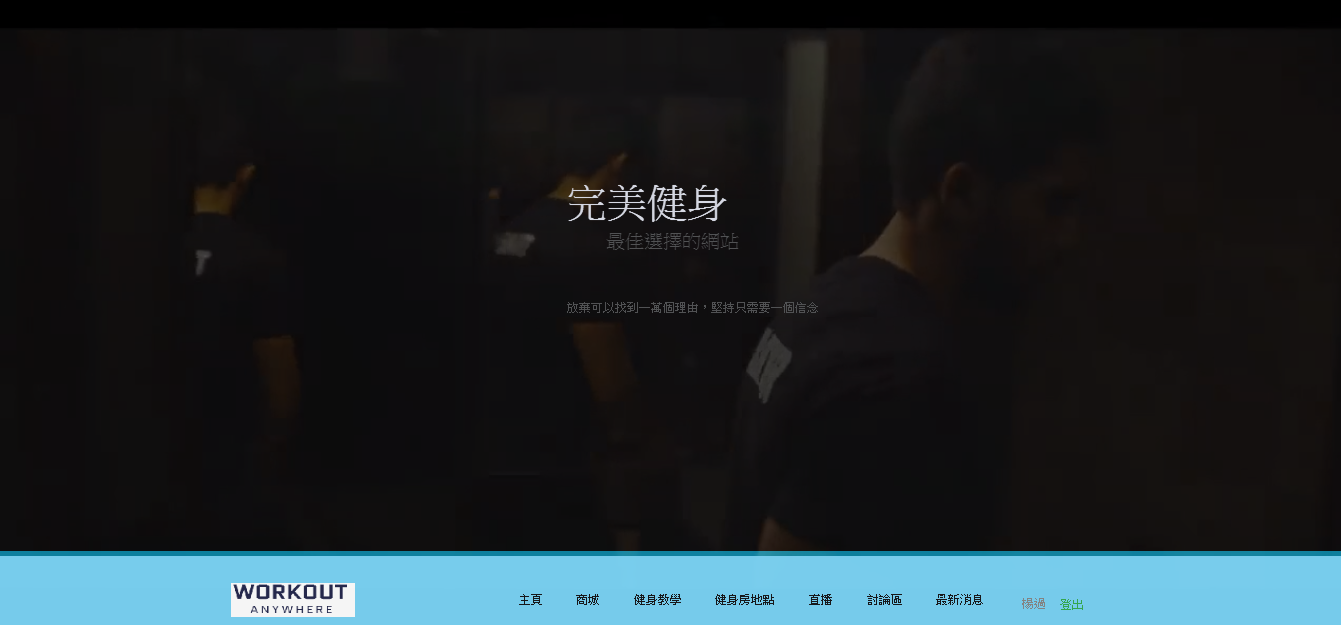 完美健身
最佳選擇的網站
放棄可以找到一萬個理由，堅持只需要一個信念
WORKOUT
ANYWHERE
主頁 商城 健身教學 健身房地點 直播 討論區 最新消息 楊過 登出